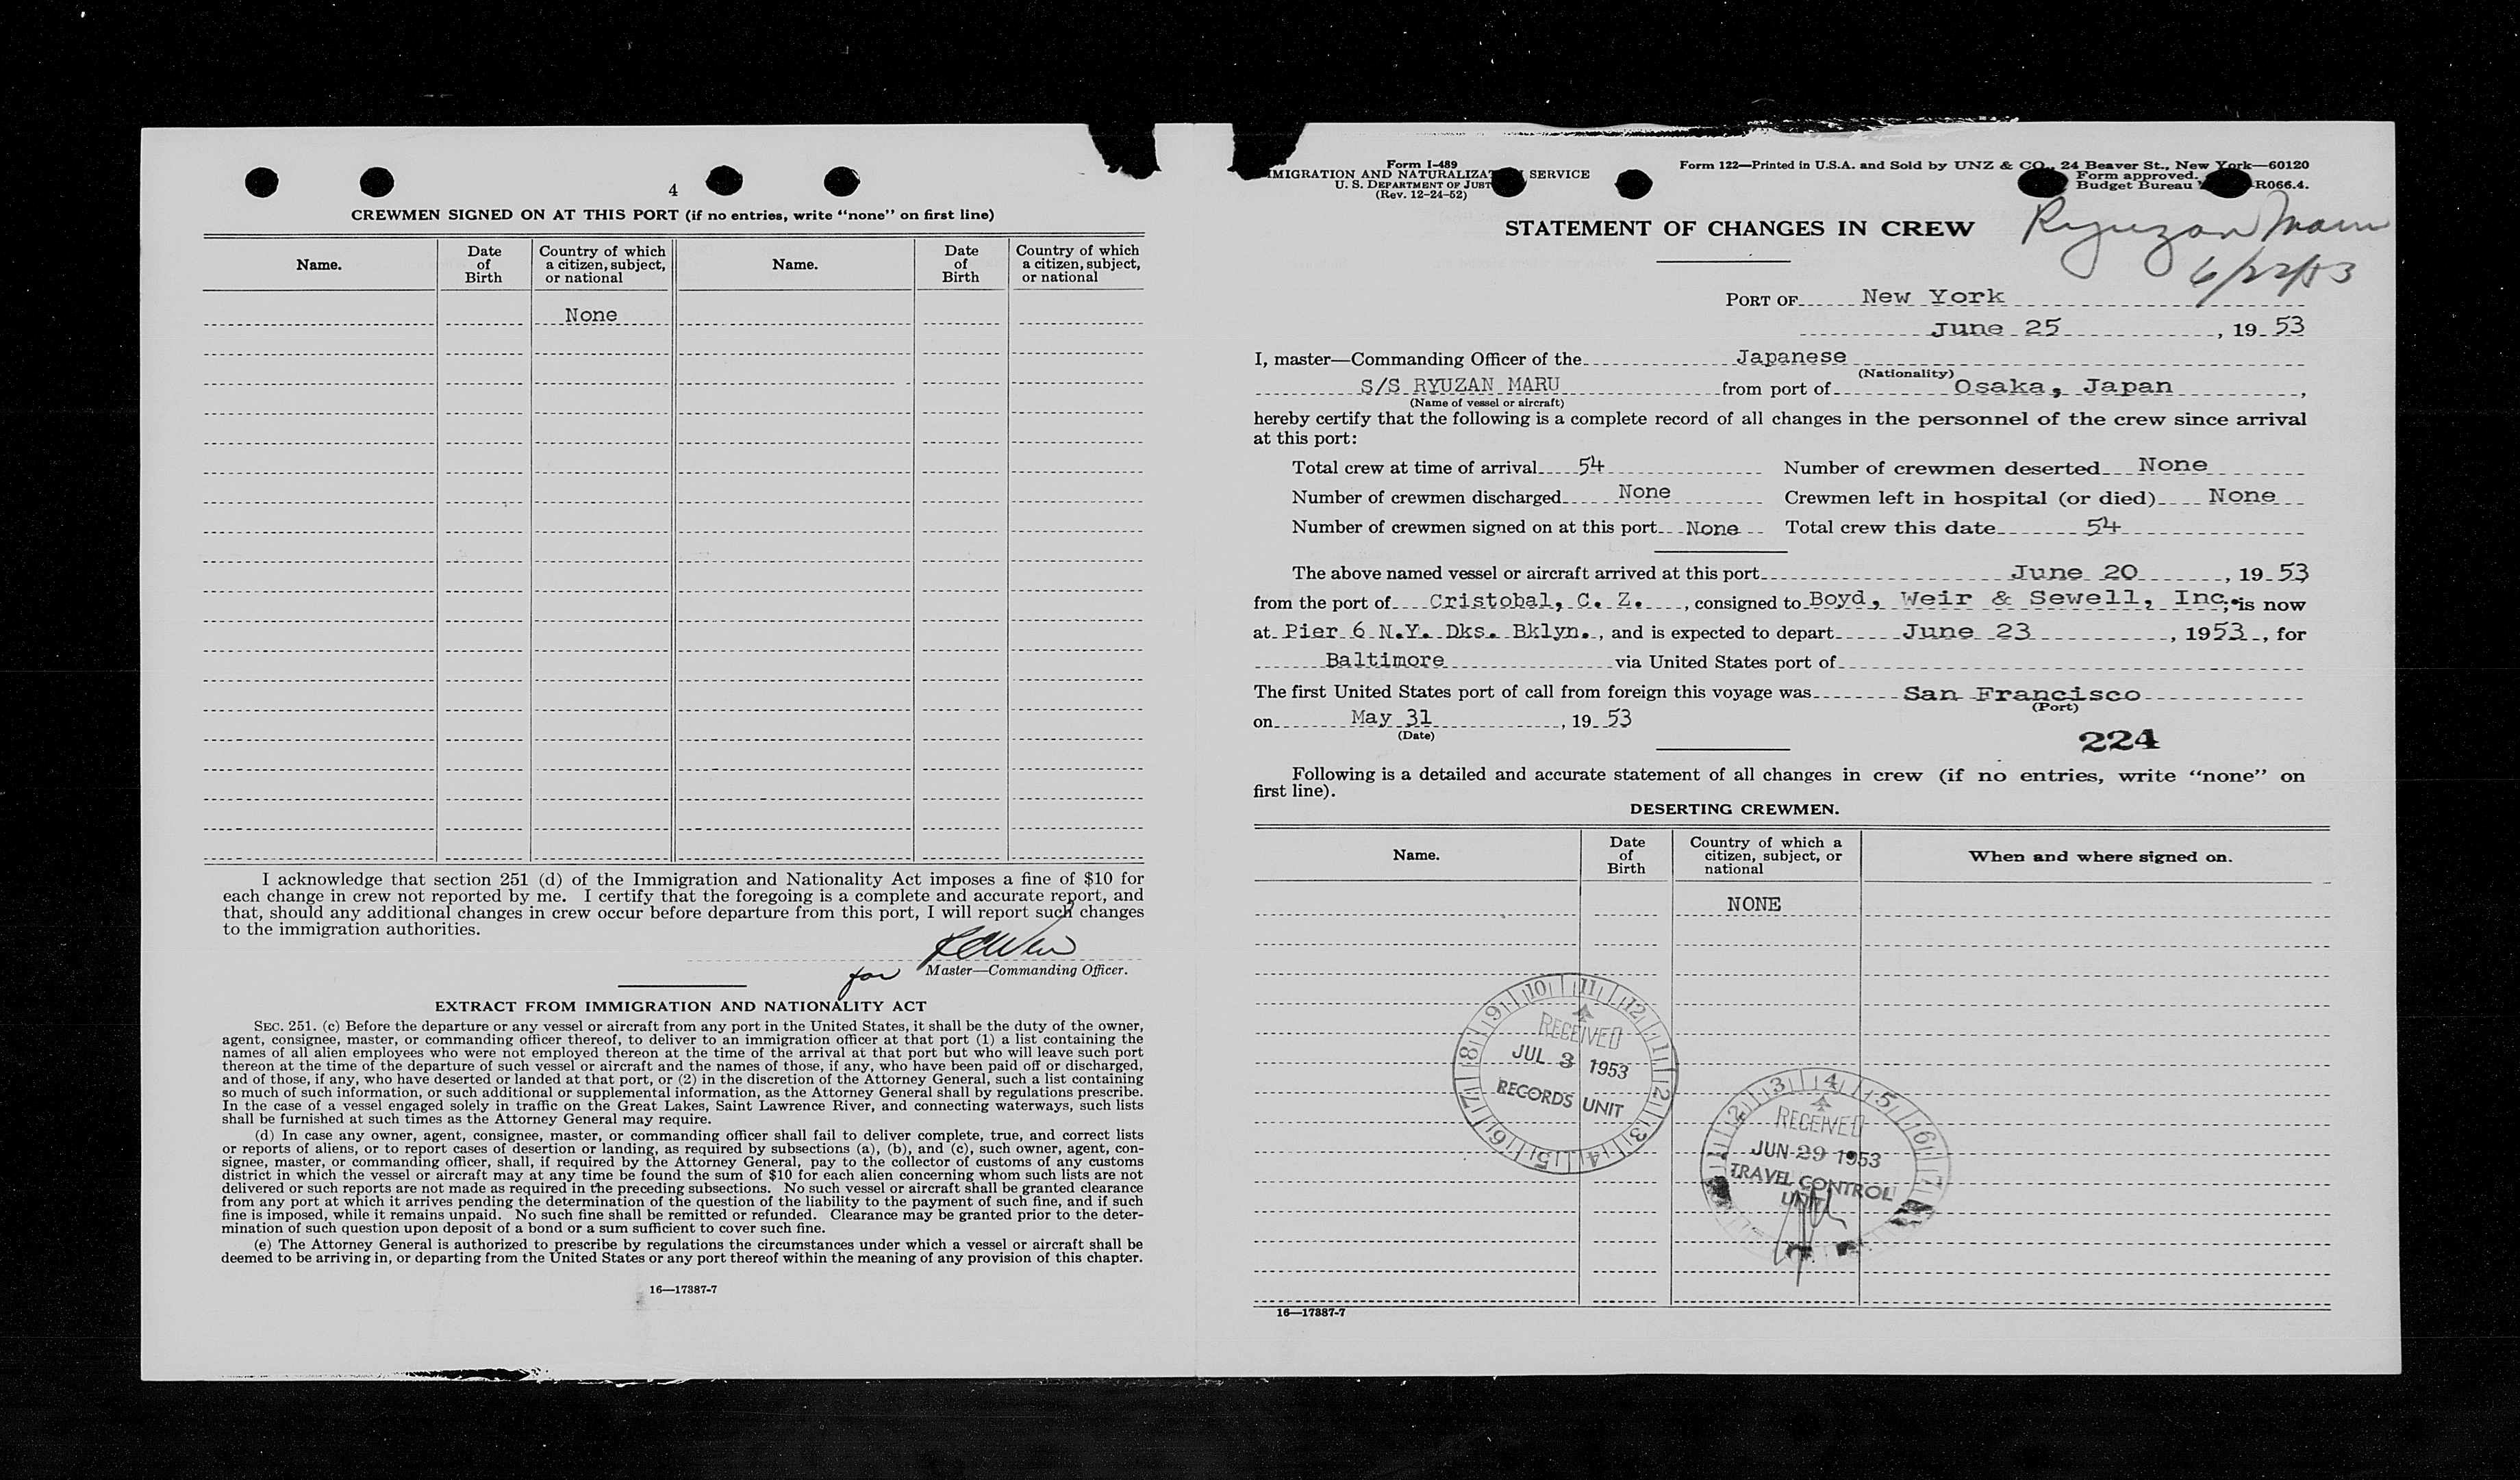 4
CREWMEN SIGNED ON AT THIS PORT (if no entries, write “none” on first line)
Name. Date of Birth Country of which a citizen, subject, or national Name. Date of Birth Country of which a citizen, subject, or national
None
I acknowledge that section 251 (d) of the Immigration and Nationality Act imposes a fine of $10 for
each change in crew not reported by me. I certify that the foregoing is a complete and accurate report, and
that, should any additional changes in crew occur before departure from this port, I will report such changes
to the immigration authorities.
for Master—Commanding Officer.
EXTRACT FROM IMMIGRATION AND NATIONALITY ACT
SEC. 251. (c) Before the departure or any vessel or aircraft from any port in the United States, it shall be the duty of the owner,
agent, consignee, master, or commanding officer thereof, to deliver to an immigration officer at that port (1) a list containing the
names of all alien employees who were not employed thereon at the time of the arrival at that port but who will leave such port
thereon at the time of the departure of such vessel or aircraft and the names of those, if any, who have been paid off or discharged,
and of those, if any, who have deserted or landed at that port, or (2) in the discretion of the Attorney General, such a list containing
so much of such information, or such additional or supplemental information, as the Attorney General shall by regulations prescribe.
In the case of a vessel engaged solely in traffic on the Great Lakes, Saint Lawrence River, and connecting waterways, such lists
shall be furnished at such times as the Attorney General may require.
(d) In case any owner, agent, consignee, master, or commanding officer shall fail to deliver complete, true, and correct lists
or reports of aliens, or to report cases of desertion or landing, as required by subsections (a), (b), and (c), such owner, agent, con-
signee, master, or commanding officer, shall, if required by the Attorney General, pay to the collector of customs of any customs
district in which the vessel or aircraft may at any time be found the sum of $10 for each alien concerning whom such lists are not
delivered or such reports are not made as required in the preceding subsections. No such vessel or aircraft shall be granted clearance
from any port at which it arrives pending the determination of the question of the liability to the payment of such fine, and if such
fine is imposed, while it remains unpaid. No such fine shall be remitted or refunded. Clearance may be granted prior to the deter-
mination of such question upon deposit of a bond or a sum sufficient to cover such fine.
(e) The Attorney General is authorized to prescribe by regulations the circumstances under which a vessel or aircraft shall be
deemed to be arriving in, or departing from the United States or any port thereof within the meaning of any provision of this chapter.
16—17387-7
Form I-489
MIGRATION AND NATURALIZA SERVICE
U. S. DEPARTMENT OF JUST
(Rev. 12-24-52)
Form 122—Printed in U.S.A. and Sold by UNZ & CO., 24 Beaver St., New York—60120
Form approved.
Budget Bureau R066.4.
STATEMENT OF CHANGES IN CREW
Ryuzan Maru
6/22/53
PORT OF New York
June 25, 19 53
I, master—Commanding Officer of the Japanese
(Nationality)
S/S RYUZAN MARU from port of Osaka, Japan,
(Name of vessel or aircraft)
hereby certify that the following is a complete record of all changes in the personnel of the crew since arrival
at this port:
Total crew at time of arrival 54 Number of crewmen deserted None
Number of crewmen discharged None Crewmen left in hospital (or died) None
Number of crewmen signed on at this port None Total crew this date 54
The above named vessel or aircraft arrived at this port June 20, 19 53
from the port of Cristobal, C. Z., consigned to Boyd, Weir & Sewell, Inc., is now
at Pier 6 N.Y. Dks. Bklyn., and is expected to depart June 23, 1953, for
Baltimore via United States port of
The first United States port of call from foreign this voyage was San Francisco
(Port)
on May 31, 19 53
(Date)
224
Following is a detailed and accurate statement of all changes in crew (if no entries, write “none” on
first line).
DESERTING CREWMEN.
Name. Date of Birth Country of which a citizen, subject, or national When and where signed on.
NONE
10 11 12 1 2 3 4 5 6 7 8 9
RECEIVED
JUL 3 1953
RECORDS UNIT
2 3 4 5 6 7
RECEIVED
JUN 29 1953
TRAVEL CONTROL
UNIT
16—17387-7